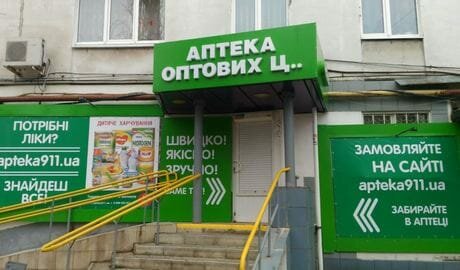 АПТЕКА
ОПТОВИХ Ц..
ПОТРІБНІ
ЛІКИ?
apteka911.ua
ЗНАЙДЕШ
ВСЕ!
ДИТЯЧЕ ХАРЧУВАННЯ
ШВИДКО!
ЯКІСНО!
ЗРУЧНО!
ЗАМОВЛЯЙТЕ
НА САЙТІ
apteka911.ua
ЗАБИРАЙТЕ
В АПТЕЦІ